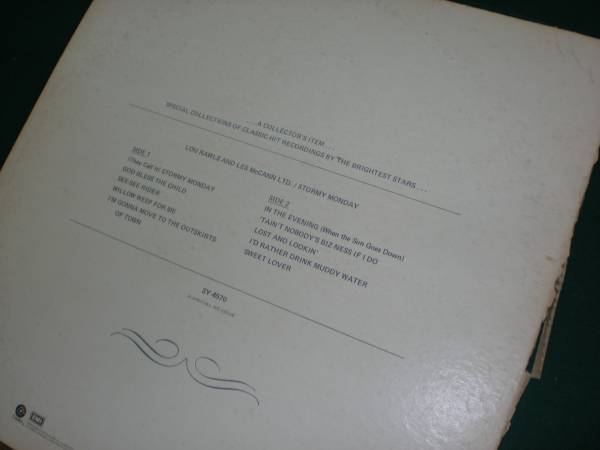 . . . A COLLECTOR'S ITEM . . .
SPECIAL COLLECTIONS OF CLASSIC HIT RECORDINGS BY THE BRIGHTEST STARS . . .
LOU RAWLS AND LES McCANN LTD. / STORMY MONDAY
SIDE 1
(They Call It) STORMY MONDAY
GOD BLESS THE CHILD
SEE SEE RIDER
WILLOW WEEP FOR ME
I'M GONNA MOVE TO THE OUTSKIRTS
OF TOWN
SIDE 2
IN THE EVENING (When the Sun Goes Down)
'TAIN'T NOBODY'S BIZ-NESS IF I DO
LOST AND LOOKIN'
I'D RATHER DRINK MUDDY WATER
SWEET LOVER
SY-4570
EMI